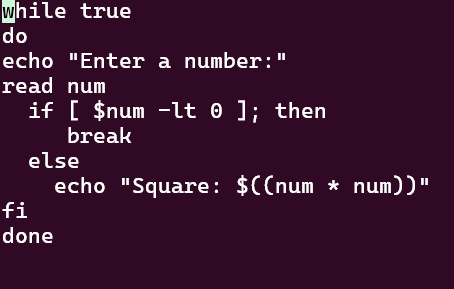 while true
do
echo "Enter a number:"
read num
  if [ $num -lt 0 ]; then
     break
  else
    echo "Square: $((num * num))"
fi
done